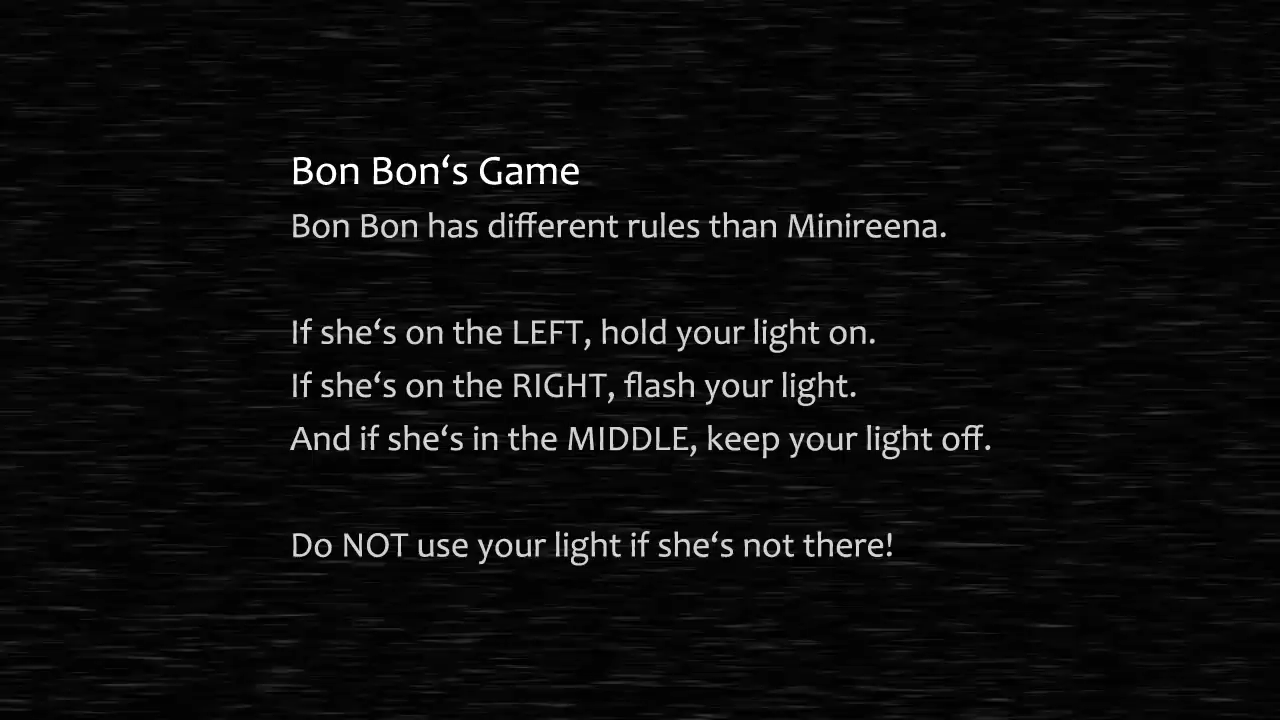 Bon Bon‘s Game
Bon Bon has different rules than Minireena.
If she‘s on the LEFT, hold your light on.
If she‘s on the RIGHT, flash your light.
And if she‘s in the MIDDLE, keep your light off.
Do NOT use your light if she‘s not there!